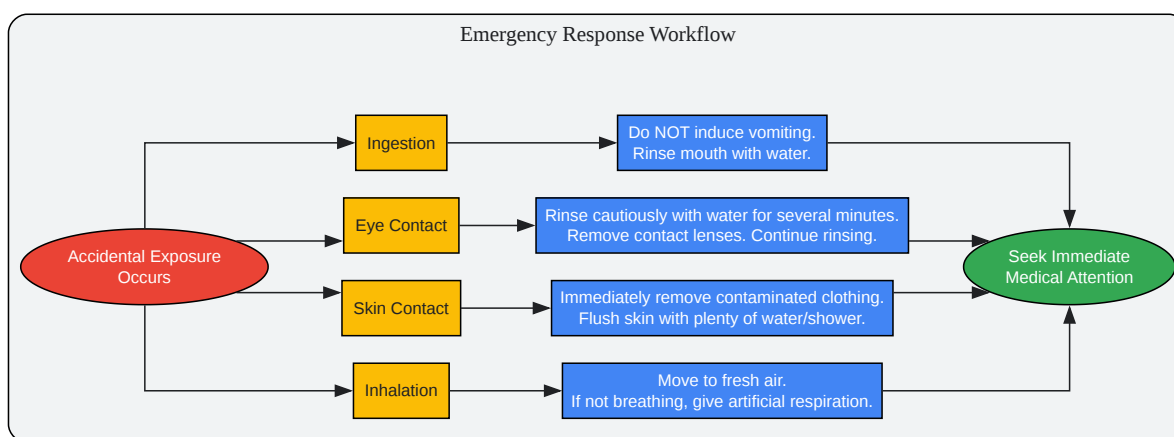 Emergency Response Workflow
Ingestion
Do NOT induce vomiting.
Rinse mouth with water.
Eye Contact
Rinse cautiously with water for several minutes.
Remove contact lenses. Continue rinsing.
Accidental Exposure
Occurs
Seek Immediate
Medical Attention
Skin Contact
Immediately remove contaminated clothing.
Flush skin with plenty of water/shower.
Inhalation
Move to fresh air.
If not breathing, give artificial respiration.